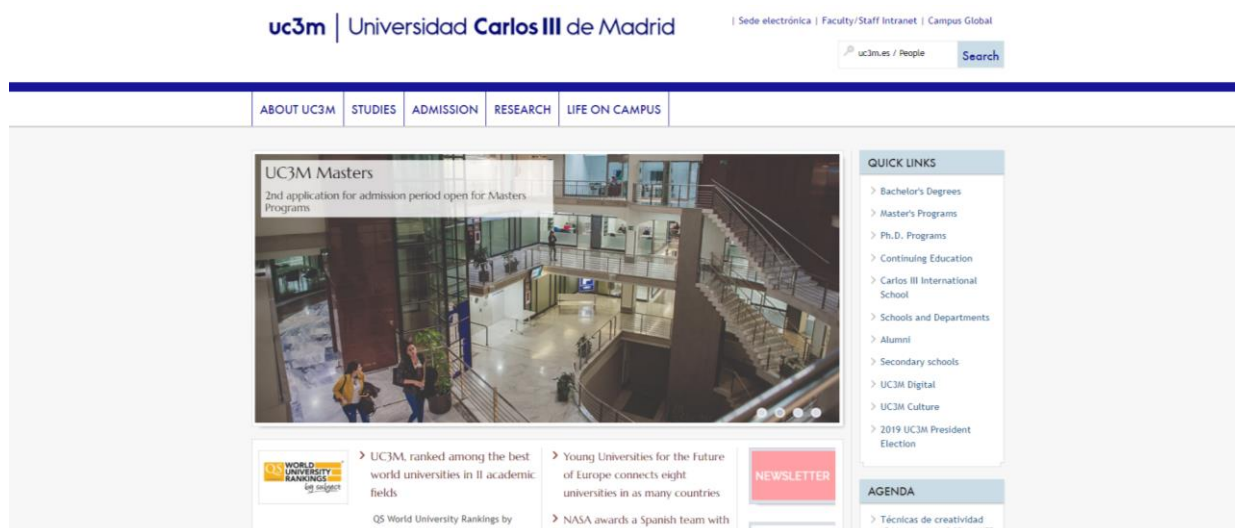 uc3m | Universidad Carlos III de Madrid
| Sede electrónica | Faculty/Staff Intranet | Campus Global
uc3m.es / People
Search
ABOUT UC3M
STUDIES
ADMISSION
RESEARCH
LIFE ON CAMPUS
UC3M Masters
2nd application for admission period open for Masters
Programs
QUICK LINKS
Bachelor's Degrees
Master's Programs
Ph.D. Programs
Continuing Education
Carlos III International
School
Schools and Departments
Alumni
Secondary schools
UC3M Digital
UC3M Culture
2019 UC3M President
Election
QS WORLD
UNIVERSITY
RANKINGS
by subject
UC3M, ranked among the best
world universities in 11 academic
fields
QS World University Rankings by
Young Universities for the Future
of Europe connects eight
universities in as many countries
NASA awards a Spanish team with
NEWSLETTER
AGENDA
Técnicas de creatividad